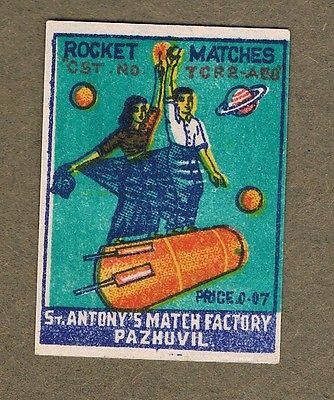 ROCKET MATCHES
CST. NO. TCR2-A60
PRICE.0-07
ST. ANTONY'S MATCH FACTORY
PAZHUVIL.